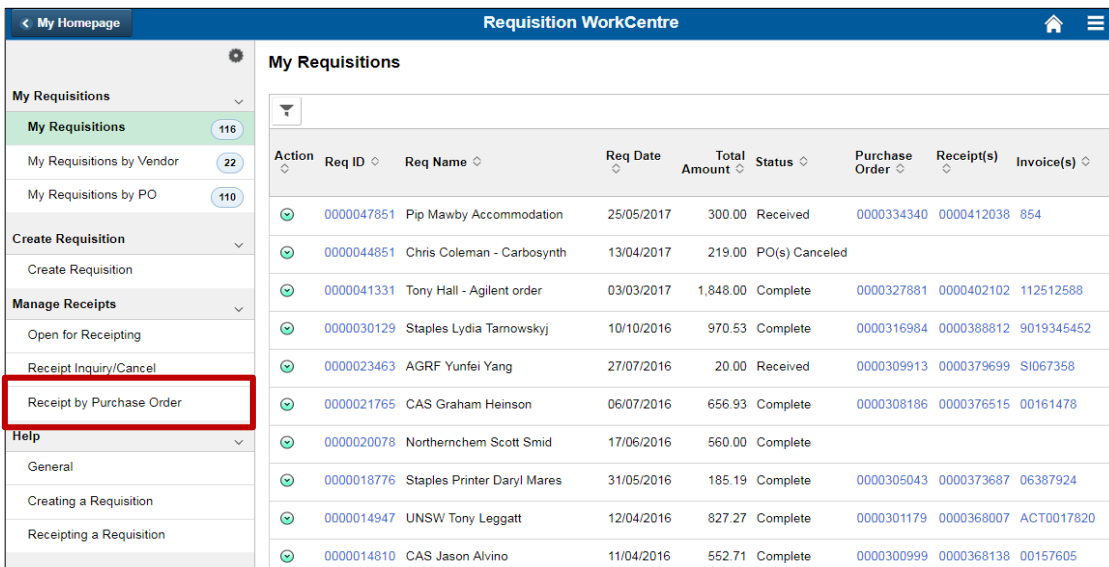 My Homepage
Requisition WorkCentre
My Requisitions
My Requisitions 116
My Requisitions by Vendor 22
My Requisitions by PO 110
Create Requisition
Create Requisition
Manage Receipts
Open for Receipting
Receipt Inquiry/Cancel
Receipt by Purchase Order
Help
General
Creating a Requisition
Receipting a Requisition
My Requisitions
Action Req ID Req Name Req Date Total Amount Status Purchase Order Receipt(s) Invoice(s)
0000047851 Pip Mawby Accommodation 25/05/2017 300.00 Received 0000334340 0000412038 854
0000044851 Chris Coleman - Carbosynth 13/04/2017 219.00 PO(s) Canceled
0000041331 Tony Hall - Agilent order 03/03/2017 1,848.00 Complete 0000327881 0000402102 112512588
0000030129 Staples Lydia Tarnowskyj 10/10/2016 970.53 Complete 0000316984 0000388812 9019345452
0000023463 AGRF Yunfei Yang 27/07/2016 20.00 Received 0000309913 0000379699 SI067358
0000021765 CAS Graham Heinson 06/07/2016 656.93 Complete 0000308186 0000376515 00161478
0000020078 Northernchem Scott Smid 17/06/2016 560.00 Complete
0000018776 Staples Printer Daryl Mares 31/05/2016 185.19 Complete 0000305043 0000373687 06387924
0000014947 UNSW Tony Leggatt 12/04/2016 827.27 Complete 0000301179 0000368007 ACT0017820
0000014810 CAS Jason Alvino 11/04/2016 552.71 Complete 0000300999 0000368138 00157605